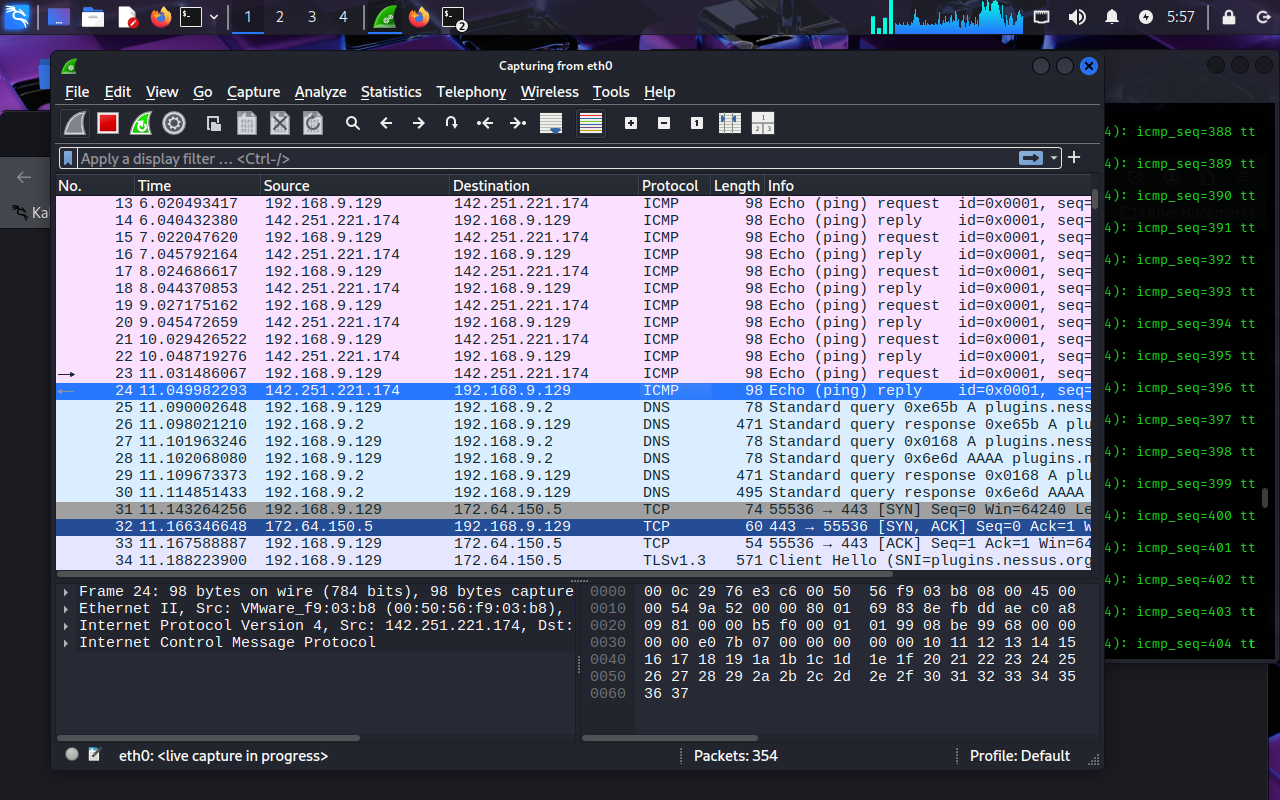 1 2 3 4 2 5:57
Capturing from eth0
File Edit View Go Capture Analyze Statistics Telephony Wireless Tools Help
Apply a display filter … <Ctrl-/>
No. Time Source Destination Protocol Length Info
13 6.020493417 192.168.9.129 142.251.221.174 ICMP 98 Echo (ping) request id=0x0001, seq=
14 6.040432380 142.251.221.174 192.168.9.129 ICMP 98 Echo (ping) reply id=0x0001, seq=
15 7.022047620 192.168.9.129 142.251.221.174 ICMP 98 Echo (ping) request id=0x0001, seq=
16 7.045792164 142.251.221.174 192.168.9.129 ICMP 98 Echo (ping) reply id=0x0001, seq=
17 8.024686617 192.168.9.129 142.251.221.174 ICMP 98 Echo (ping) request id=0x0001, seq=
18 8.044370853 142.251.221.174 192.168.9.129 ICMP 98 Echo (ping) reply id=0x0001, seq=
19 9.027175162 192.168.9.129 142.251.221.174 ICMP 98 Echo (ping) request id=0x0001, seq=
20 9.045472659 142.251.221.174 192.168.9.129 ICMP 98 Echo (ping) reply id=0x0001, seq=
21 10.029426522 192.168.9.129 142.251.221.174 ICMP 98 Echo (ping) request id=0x0001, seq=
22 10.048719276 142.251.221.174 192.168.9.129 ICMP 98 Echo (ping) reply id=0x0001, seq=
23 11.031486067 192.168.9.129 142.251.221.174 ICMP 98 Echo (ping) request id=0x0001, seq=
24 11.049982293 142.251.221.174 192.168.9.129 ICMP 98 Echo (ping) reply id=0x0001, seq=
25 11.090002648 192.168.9.129 192.168.9.2 DNS 78 Standard query 0xe65b A plugins.ness
26 11.098021210 192.168.9.2 192.168.9.129 DNS 471 Standard query response 0xe65b A plu
27 11.101963246 192.168.9.129 192.168.9.2 DNS 78 Standard query 0x0168 A plugins.ness
28 11.102068080 192.168.9.129 192.168.9.2 DNS 78 Standard query 0x6e6d AAAA plugins.n
29 11.109673373 192.168.9.2 192.168.9.129 DNS 471 Standard query response 0x0168 A plu
30 11.114851433 192.168.9.2 192.168.9.129 DNS 495 Standard query response 0x6e6d AAAA
31 11.143264256 192.168.9.129 172.64.150.5 TCP 74 55536 → 443 [SYN] Seq=0 Win=64240 Le
32 11.166346648 172.64.150.5 192.168.9.129 TCP 60 443 → 55536 [SYN, ACK] Seq=0 Ack=1 W
33 11.167588887 192.168.9.129 172.64.150.5 TCP 54 55536 → 443 [ACK] Seq=1 Ack=1 Win=64
34 11.188223900 192.168.9.129 172.64.150.5 TLSv1.3 571 Client Hello (SNI=plugins.nessus.org
Frame 24: 98 bytes on wire (784 bits), 98 bytes capture
Ethernet II, Src: VMware_f9:03:b8 (00:50:56:f9:03:b8),
Internet Protocol Version 4, Src: 142.251.221.174, Dst:
Internet Control Message Protocol
0000 00 0c 29 76 e3 c6 00 50 56 f9 03 b8 08 00 45 00
0010 00 54 9a 52 00 00 80 01 69 83 8e fb dd ae c0 a8
0020 09 81 00 00 b5 f0 00 01 01 99 08 be 99 68 00 00
0030 00 00 e0 7b 07 00 00 00 00 00 10 11 12 13 14 15
0040 16 17 18 19 1a 1b 1c 1d 1e 1f 20 21 22 23 24 25
0050 26 27 28 29 2a 2b 2c 2d 2e 2f 30 31 32 33 34 35
0060 36 37
eth0: <live capture in progress> Packets: 354 Profile: Default
Ka
4): icmp_seq=388 tt
4): icmp_seq=389 tt
4): icmp_seq=390 tt
Other Bookmarks
4): icmp_seq=391 tt
4): icmp_seq=392 tt
4): icmp_seq=393 tt
4): icmp_seq=394 tt
4): icmp_seq=395 tt
4): icmp_seq=396 tt
4): icmp_seq=397 tt
4): icmp_seq=398 tt
4): icmp_seq=399 tt
4): icmp_seq=400 tt
4): icmp_seq=401 tt
4): icmp_seq=402 tt
4): icmp_seq=403 tt
4): icmp_seq=404 tt